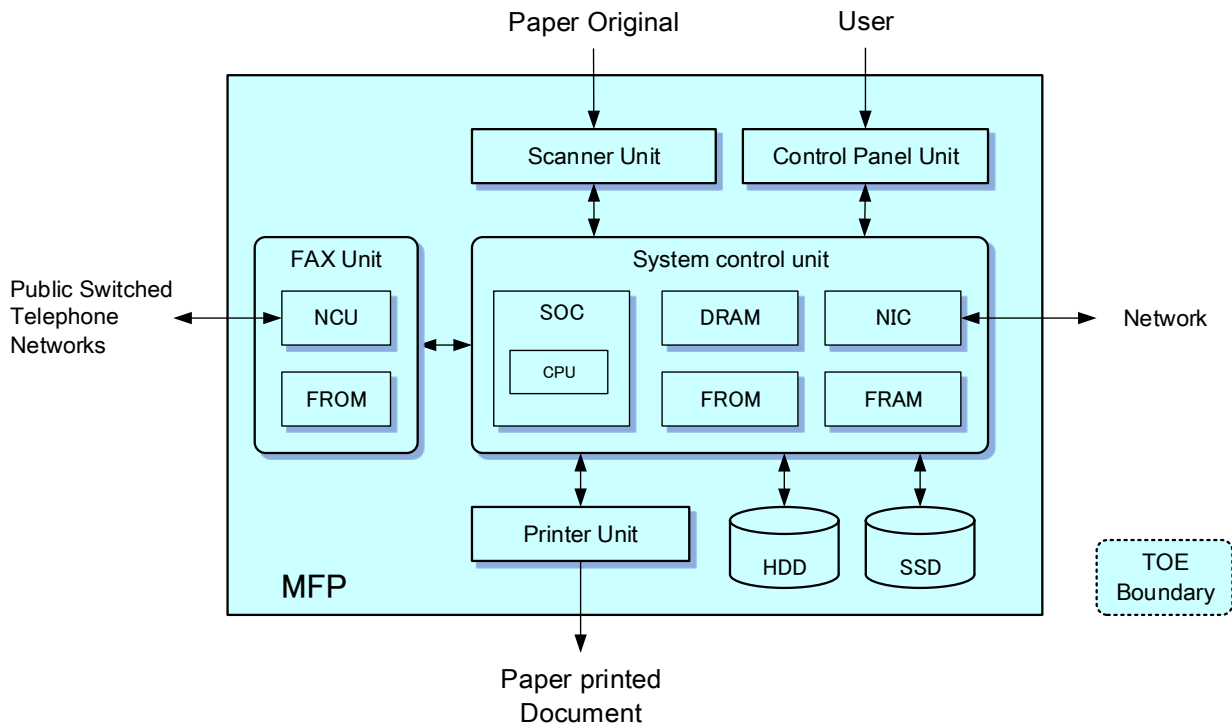 Paper Original
User
Scanner Unit
Control Panel Unit
FAX Unit
System control unit
Public Switched
Telephone
Networks
NCU
SOC
DRAM
NIC
Network
CPU
FROM
FROM
FRAM
Printer Unit
HDD
SSD
MFP
TOE
Boundary
Paper printed
Document